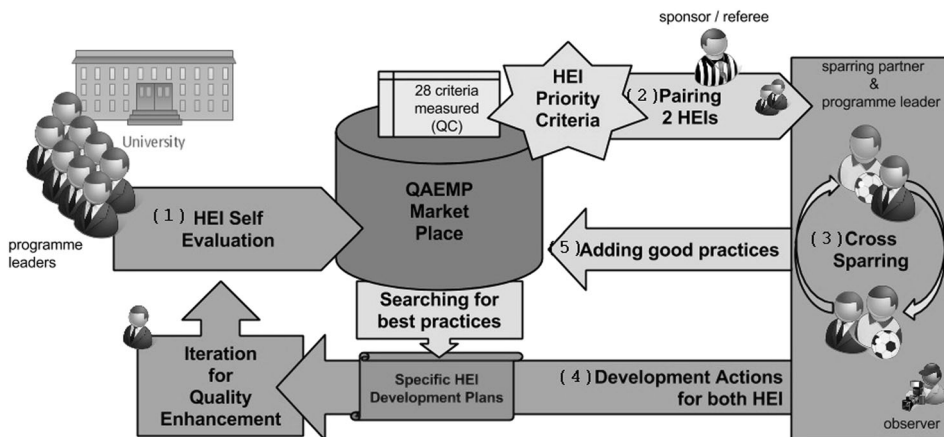 sponsor / referee
University
programme
leaders
28 criteria
measured
(QC)
HEI
Priority
Criteria
(2) Pairing
2 HEIs
sparring partner
&
programme leader
(1) HEI Self
Evaluation
QAEMP
Market
Place
(5) Adding good practices
(3) Cross
Sparring
Searching for
best practices
Iteration
for
Quality
Enhancement
Specific HEI
Development Plans
(4) Development Actions
for both HEI
observer